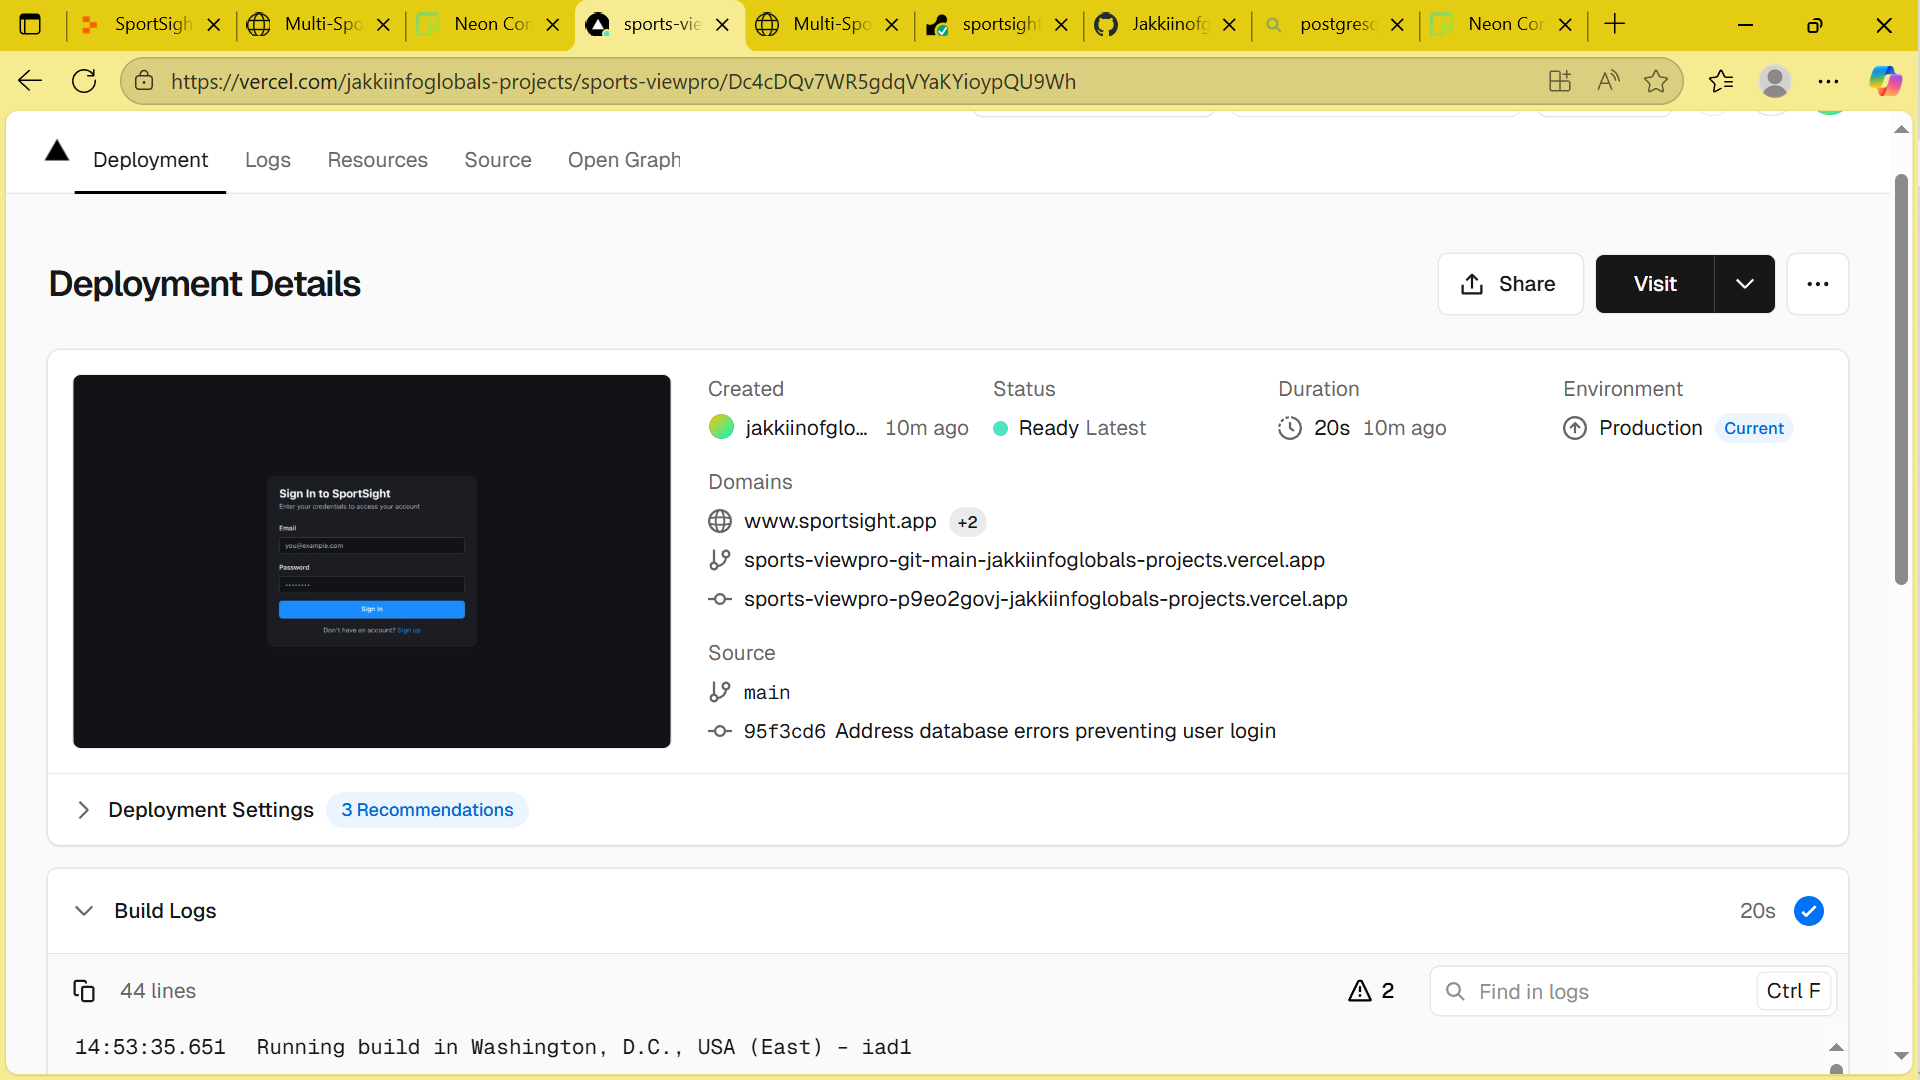 SportSigh
Multi-Spo
Neon Con
sports-vie
Multi-Spo
sportsight
Jakkiinofg
postgresq
Neon Con
https://vercel.com/jakkiinfoglobals-projects/sports-viewpro/Dc4cDQv7WR5gdqVYaKYioypQU9Wh
Deployment
Logs
Resources
Source
Open Graph
Deployment Details
Share
Visit
Sign In to SportSight
Enter your credentials to access your account
Email
you@example.com
Password
Sign In
Don't have an account? Sign up
Created
jakkiinofglo... 10m ago
Status
Ready Latest
Duration
20s 10m ago
Environment
Production Current
Domains
www.sportsight.app +2
sports-viewpro-git-main-jakkiinfoglobals-projects.vercel.app
sports-viewpro-p9eo2govj-jakkiinfoglobals-projects.vercel.app
Source
main
95f3cd6 Address database errors preventing user login
Deployment Settings 3 Recommendations
Build Logs
20s
44 lines
2
Find in logs
Ctrl F
14:53:35.651 Running build in Washington, D.C., USA (East) – iad1